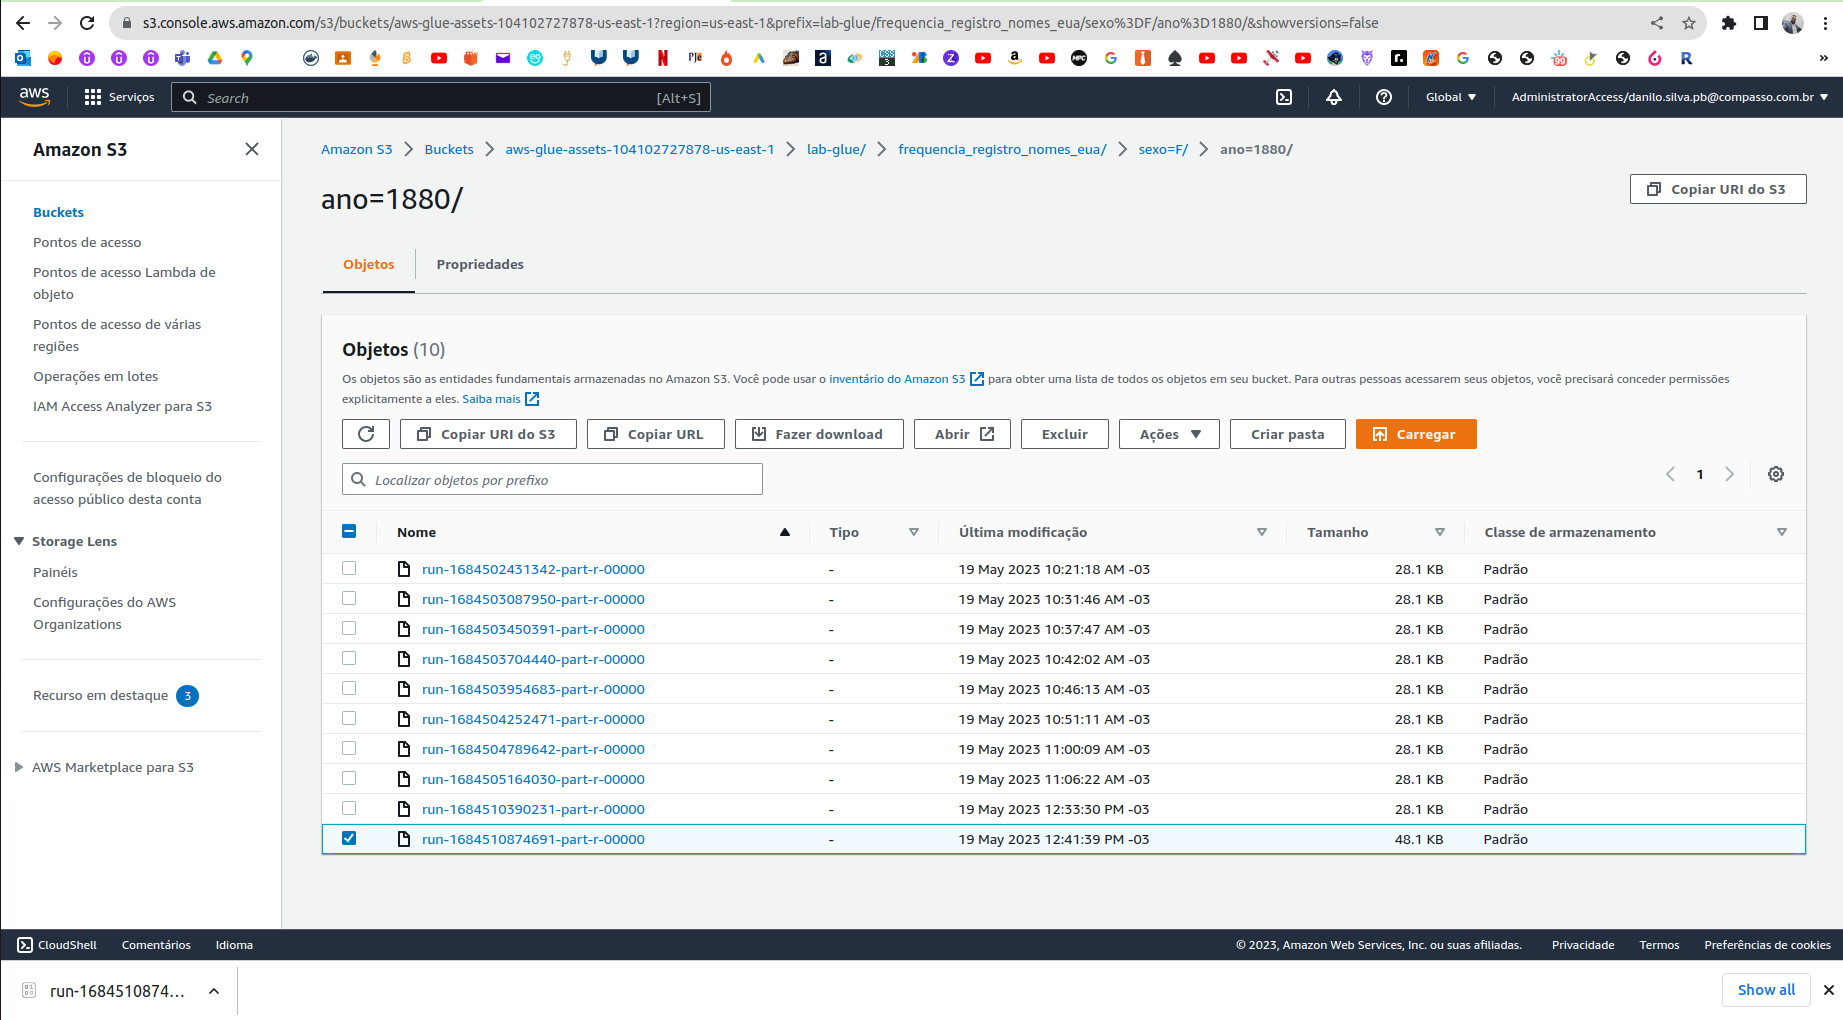 s3.console.aws.amazon.com/s3/buckets/aws-glue-assets-104102727878-us-east-1?region=us-east-1&prefix=lab-glue/frequencia_registro_nomes_eua/sexo%3DF/ano%3D1880/&showversions=false
aws
Serviços
Search
[Alt+S]
Global
AdministratorAccess/danilo.silva.pb@compasso.com.br
Amazon S3
Buckets
Pontos de acesso
Pontos de acesso Lambda de
objeto
Pontos de acesso de várias
regiões
Operações em lotes
IAM Access Analyzer para S3
Configurações de bloqueio do
acesso público desta conta
Storage Lens
Painéis
Configurações do AWS
Organizations
Recurso em destaque 3
AWS Marketplace para S3
Amazon S3 > Buckets > aws-glue-assets-104102727878-us-east-1 > lab-glue/ > frequencia_registro_nomes_eua/ > sexo=F/ > ano=1880/
ano=1880/
Copiar URI do S3
Objetos
Propriedades
Objetos (10)
Os objetos são as entidades fundamentais armazenadas no Amazon S3. Você pode usar o inventário do Amazon S3 para obter uma lista de todos os objetos em seu bucket. Para outras pessoas acessarem seus objetos, você precisará conceder permissões
explicitamente a eles. Saiba mais
Copiar URI do S3 Copiar URL Fazer download Abrir Excluir Ações Criar pasta Carregar
Localizar objetos por prefixo
1
Nome Tipo Última modificação Tamanho Classe de armazenamento
run-1684502431342-part-r-00000 - 19 May 2023 10:21:18 AM -03 28.1 KB Padrão
run-1684503087950-part-r-00000 - 19 May 2023 10:31:46 AM -03 28.1 KB Padrão
run-1684503450391-part-r-00000 - 19 May 2023 10:37:47 AM -03 28.1 KB Padrão
run-1684503704440-part-r-00000 - 19 May 2023 10:42:02 AM -03 28.1 KB Padrão
run-1684503954683-part-r-00000 - 19 May 2023 10:46:13 AM -03 28.1 KB Padrão
run-1684504252471-part-r-00000 - 19 May 2023 10:51:11 AM -03 28.1 KB Padrão
run-1684504789642-part-r-00000 - 19 May 2023 11:00:09 AM -03 28.1 KB Padrão
run-1684505164030-part-r-00000 - 19 May 2023 11:06:22 AM -03 28.1 KB Padrão
run-1684510390231-part-r-00000 - 19 May 2023 12:33:30 PM -03 28.1 KB Padrão
run-1684510874691-part-r-00000 - 19 May 2023 12:41:39 PM -03 48.1 KB Padrão
CloudShell Comentários Idioma
© 2023, Amazon Web Services, Inc. ou suas afiliadas. Privacidade Termos Preferências de cookies
run-1684510874...
Show all